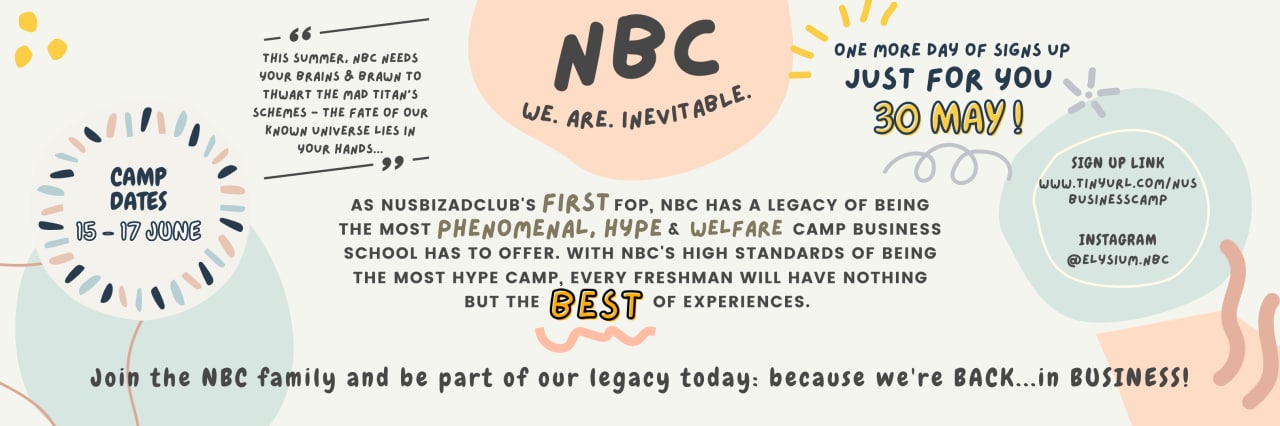 “
THIS SUMMER, NBC NEEDS
YOUR BRAINS & BRAWN TO
THWART THE MAD TITAN'S
SCHEMES - THE FATE OF OUR
KNOWN UNIVERSE LIES IN
YOUR HANDS...
”
NBC
WE. ARE. INEVITABLE.
ONE MORE DAY OF SIGNS UP
JUST FOR YOU
30 MAY!
CAMP
DATES
15 - 17 JUNE
AS NUSBIZADCLUB'S FIRST FOP, NBC HAS A LEGACY OF BEING
THE MOST PHENOMENAL, HYPE & WELFARE CAMP BUSINESS
SCHOOL HAS TO OFFER. WITH NBC'S HIGH STANDARDS OF BEING
THE MOST HYPE CAMP, EVERY FRESHMAN WILL HAVE NOTHING
BUT THE BEST OF EXPERIENCES.
SIGN UP LINK
WWW.TINYURL.COM/NUS
BUSINESSCAMP
INSTAGRAM
@ELYSIUM.NBC
Join the NBC family and be part of our legacy today: because we're BACK...in BUSINESS!